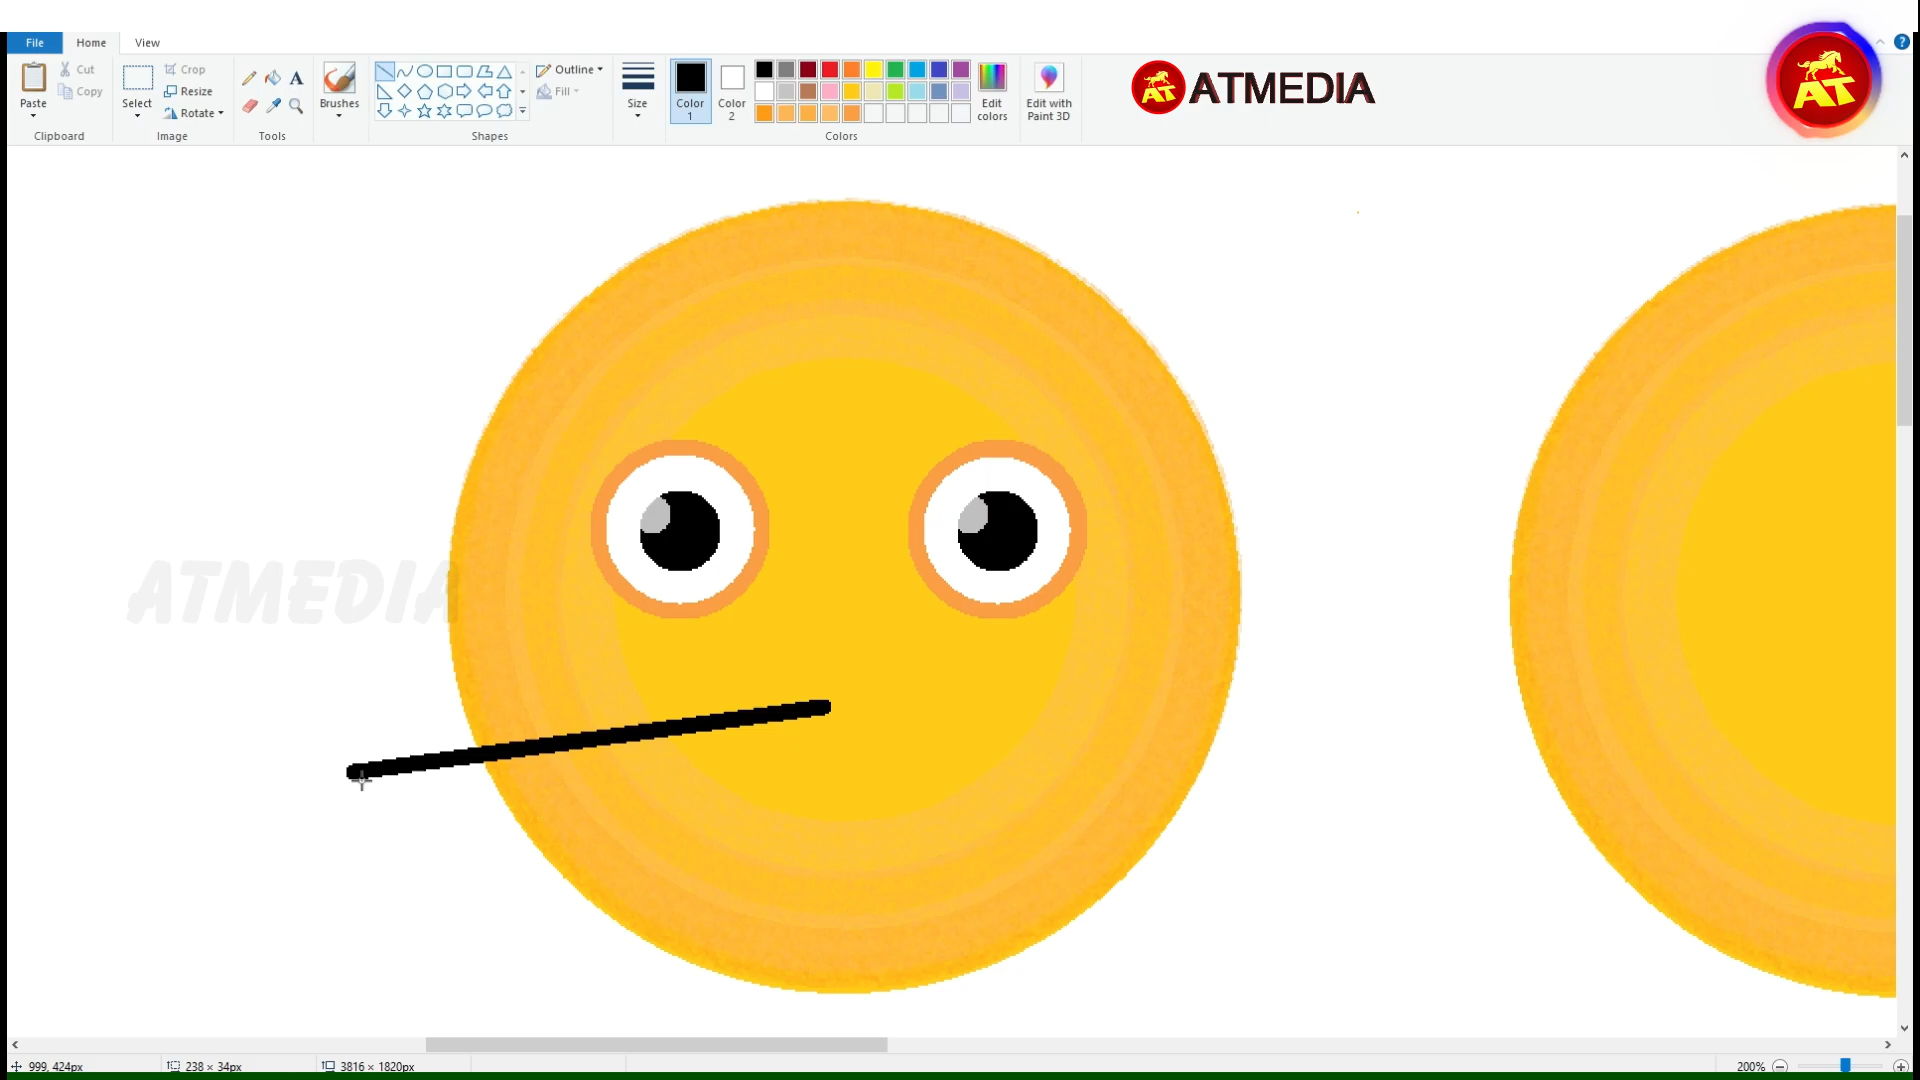 File Home View
Paste Cut Copy Clipboard
Select Crop Resize Rotate Image
A Tools
Brushes
Shapes
Outline Fill
Size
Color 1
Color 2
Edit colors
Colors
Edit with Paint 3D
ATMEDIA
AT
AT
?
ATMEDIA
999, 424px 238 × 34px 3816 × 1820px 200%